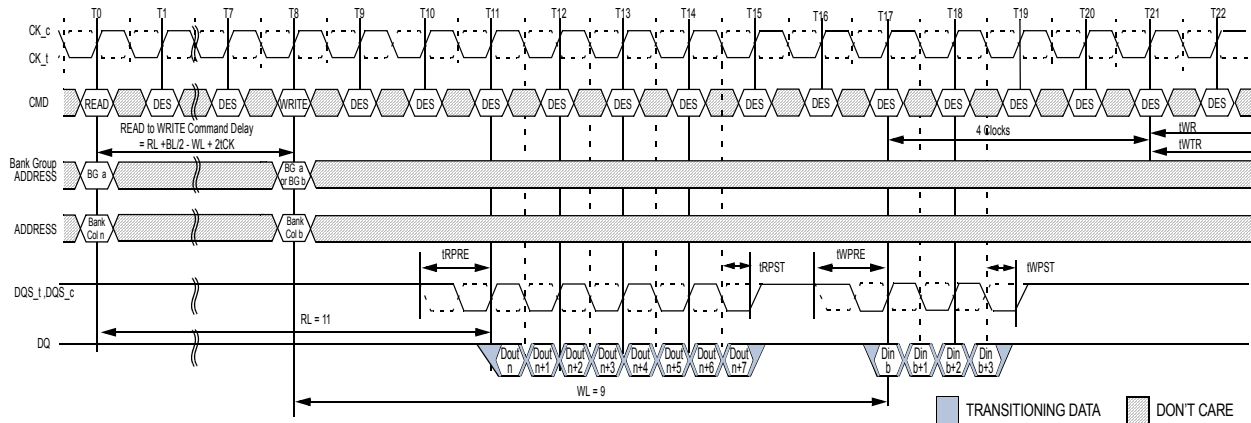 T0 T1 T7 T8 T9 T10 T11 T12 T13 T14 T15 T16 T17 T18 T19 T20 T21 T22
CK_c
CK_t
CMD READ DES DES WRITE DES DES DES DES DES DES DES DES DES DES DES DES DES DES
READ to WRITE Command Delay
= RL +BL/2 - WL + 2tCK
4 Clocks
tWR
tWTR
Bank Group
ADDRESS
BG a
BG a
or BG b
ADDRESS
Bank
Col n
Bank
Col b
tRPRE
tRPST
tWPRE
tWPST
DQS_t ,DQS_c
RL = 11
DQ
Dout Dout Dout Dout Dout Dout Dout Dout Din Din Din Din
n n+1 n+2 n+3 n+4 n+5 n+6 n+7 b b+1 b+2 b+3
WL = 9
TRANSITIONING DATA
DON'T CARE